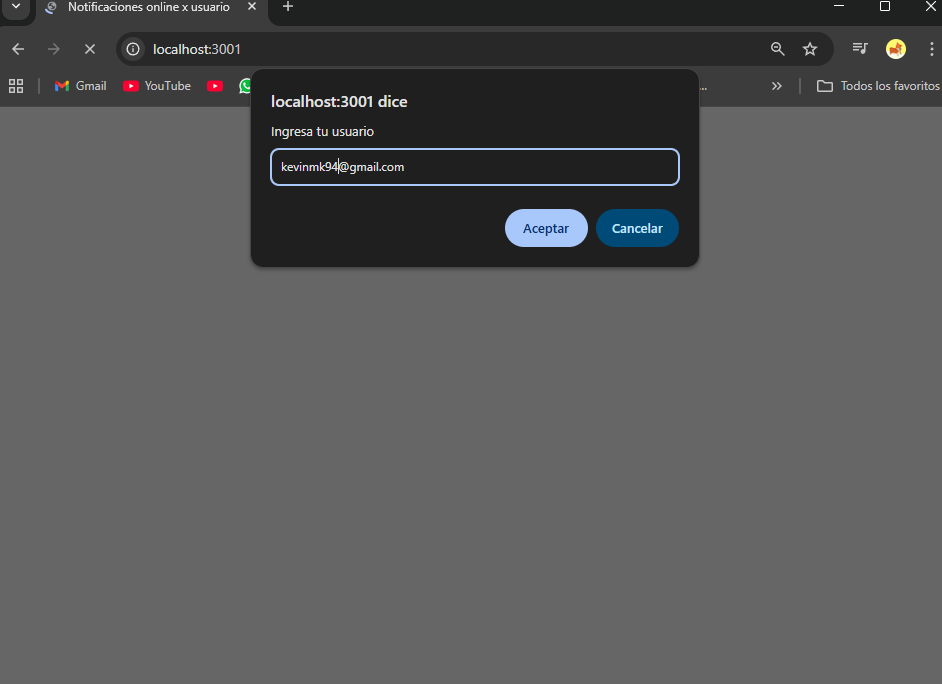 Notificaciones online x usuario
localhost:3001
Gmail YouTube ... Todos los favoritos
localhost:3001 dice
Ingresa tu usuario
kevinmk94@gmail.com
Aceptar Cancelar